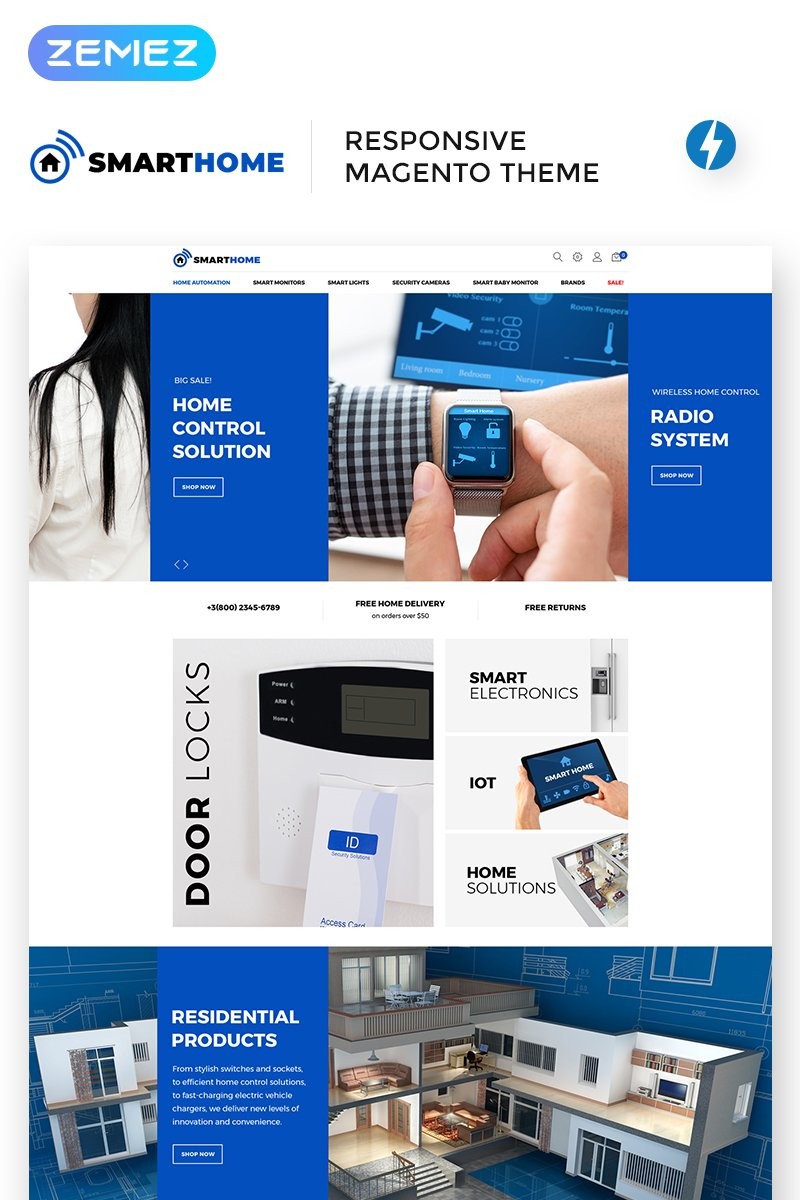 ZEMEZ
SMARTHOME
RESPONSIVE
MAGENTO THEME
SMARTHOME
0
HOME AUTOMATION
SMART MONITORS
SMART LIGHTS
SECURITY CAMERAS
SMART BABY MONITOR
BRANDS
SALE!
BIG SALE!
HOME
CONTROL
SOLUTION
SHOP NOW
Video Security
Room Tempera
cam 1
cam 2
cam 3
Living room
Bedroom
Nursery
Smart Home
WIRELESS HOME CONTROL
RADIO
SYSTEM
SHOP NOW
+3(800) 2345-6789
FREE HOME DELIVERY
on orders over $50
FREE RETURNS
DOOR LOCKS
Power
ARM
Home
ID
Security Solutions
Access Card
SMART
ELECTRONICS
IOT
SMART HOME
HOME
SOLUTIONS
RESIDENTIAL
PRODUCTS
From stylish switches and sockets,
to efficient home control solutions,
to fast-charging electric vehicle
chargers, we deliver new levels of
innovation and convenience.
SHOP NOW